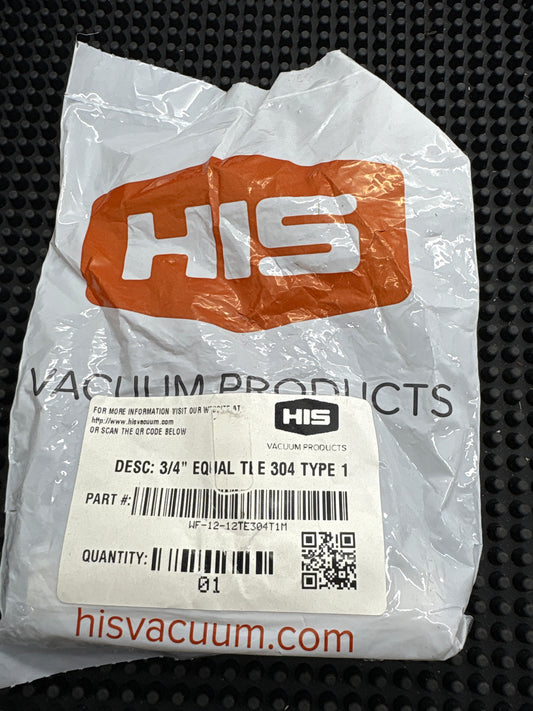 HIS
VACUUM PRODUCTS
FOR MORE INFORMATION VISIT OUR WEBSITE AT
http://www.hisvacuum.com
OR SCAN THE QR CODE BELOW
HIS
VACUUM PRODUCTS
DESC: 3/4" EQUAL TEE 304 TYPE 1
PART #:
WF-12-12TE304T1M
QUANTITY:
01
hisvacuum.com